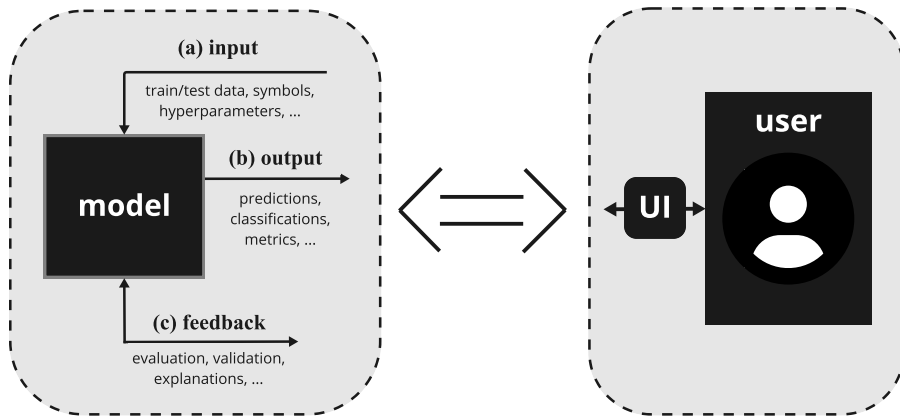 (a) input
train/test data, symbols,
hyperparameters, ...
model
(b) output
predictions,
classifications,
metrics, ...
(c) feedback
evaluation, validation,
explanations, ...
UI
user